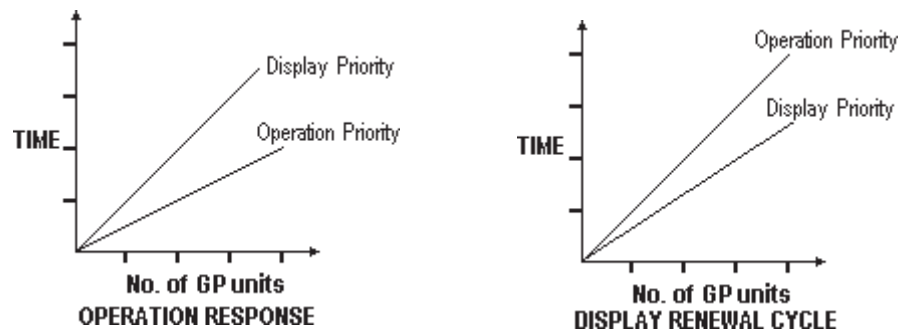 Display Priority
Operation Priority
TIME
No. of GP units
OPERATION RESPONSE
Operation Priority
Display Priority
TIME
No. of GP units
DISPLAY RENEWAL CYCLE